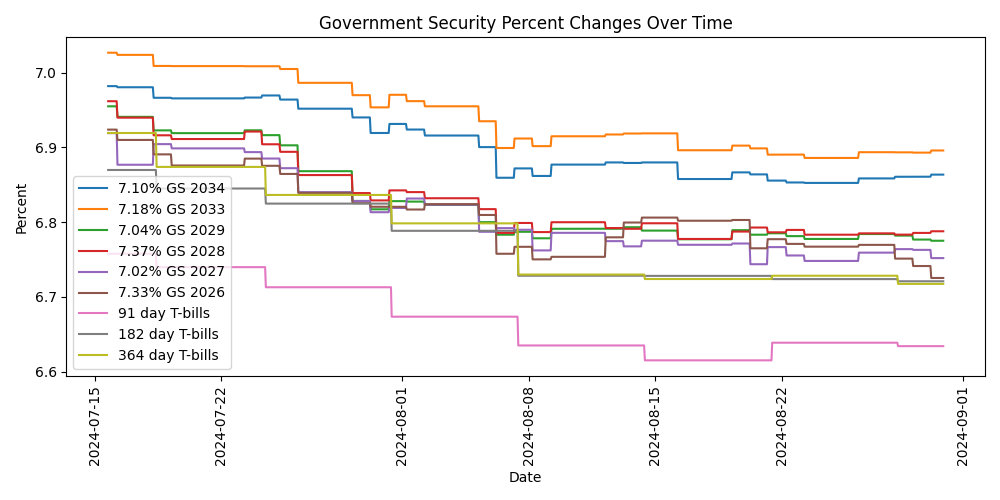 Government Security Percent Changes Over Time
Percent
7.0
6.9
6.8
6.7
6.6
7.10% GS 2034
7.18% GS 2033
7.04% GS 2029
7.37% GS 2028
7.02% GS 2027
7.33% GS 2026
91 day T-bills
182 day T-bills
364 day T-bills
2024-07-15
2024-07-22
2024-08-01
2024-08-08
2024-08-15
2024-08-22
2024-09-01
Date